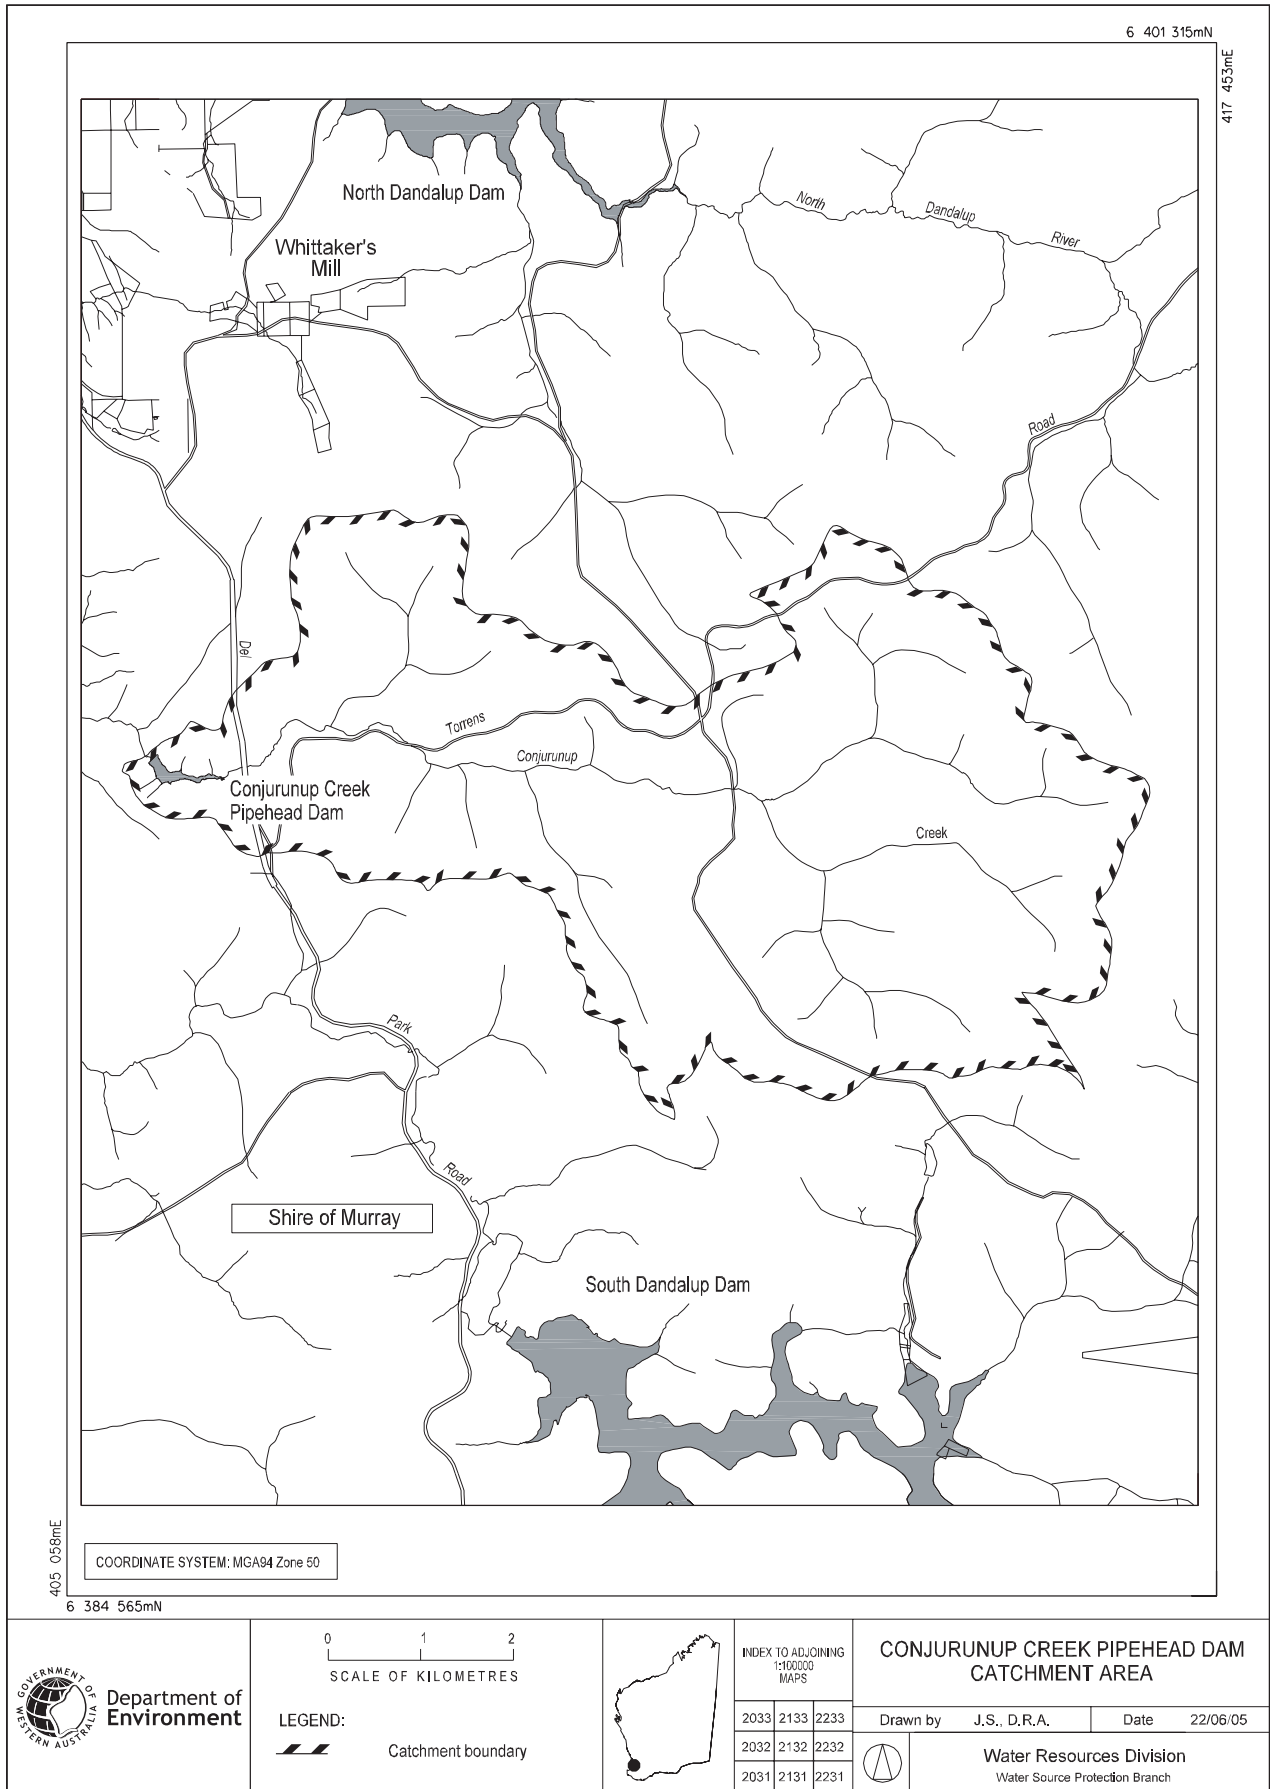 6 401 315mN
417 453mE
North Dandalup Dam
North
Dandalup
River
Whittaker's
Mill
Road
Del
Torrens
Conjurunup
Conjurunup Creek
Pipehead Dam
Creek
Park
Road
Shire of Murray
South Dandalup Dam
405 058mE
COORDINATE SYSTEM: MGA94 Zone 50
6 384 565mN
GOVERNMENT OF
WESTERN AUSTRALIA
Department of
Environment
0 1 2
SCALE OF KILOMETRES
LEGEND:
Catchment boundary
INDEX TO ADJOINING
1:100000
MAPS
2033 2133 2233
2032 2132 2232
2031 2131 2231
CONJURUNUP CREEK PIPEHEAD DAM
CATCHMENT AREA
Drawn by J.S., D.R.A. Date 22/06/05
Water Resources Division
Water Source Protection Branch